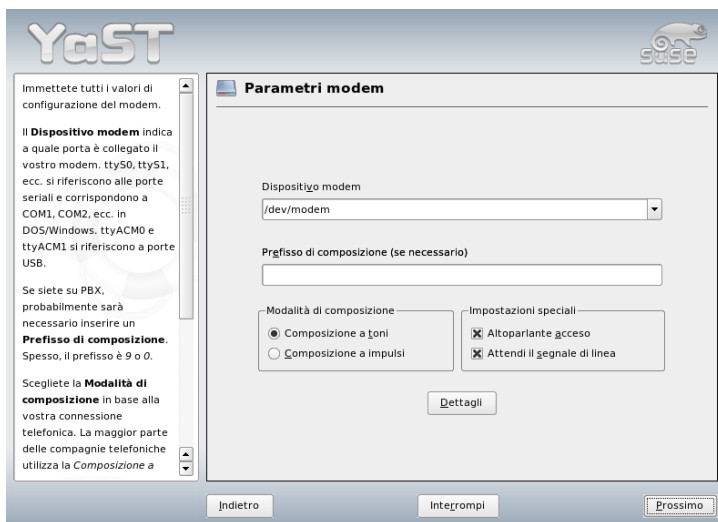 YaST
suse
Immettete tutti i valori di
configurazione del modem.
Il Dispositivo modem indica
a quale porta è collegato il
vostro modem. ttyS0, ttyS1,
ecc. si riferiscono alle porte
seriali e corrispondono a
COM1, COM2, ecc. in
DOS/Windows. ttyACM0 e
ttyACM1 si riferiscono a porte
USB.
Se siete su PBX,
probabilmente sarà
necessario inserire un
Prefisso di composizione.
Spesso, il prefisso è 9 o 0.
Scegliete la Modalità di
composizione in base alla
vostra connessione
telefonica. La maggior parte
delle compagnie telefoniche
utilizza la Composizione a
Parametri modem
Dispositivo modem
/dev/modem
Prefisso di composizione (se necessario)
Modalità di composizione
Composizione a toni
Composizione a impulsi
Impostazioni speciali
Altoparlante acceso
Attendi il segnale di linea
Dettagli
Indietro
Interrompi
Prossimo